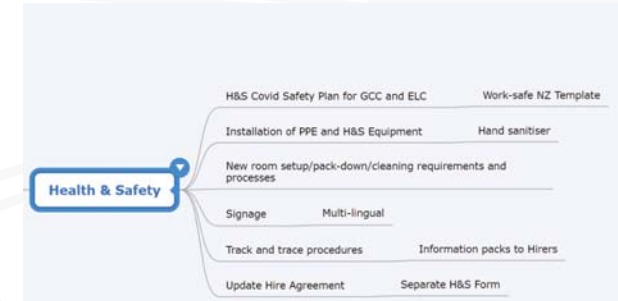 H&S Covid Safety Plan for GCC and ELC
Work-safe NZ Template
Installation of PPE and H&S Equipment
Hand sanitiser
New room setup/pack-down/cleaning requirements and
processes
Health & Safety
Signage
Multi-lingual
Track and trace procedures
Information packs to Hirers
Update Hire Agreement
Separate H&S Form